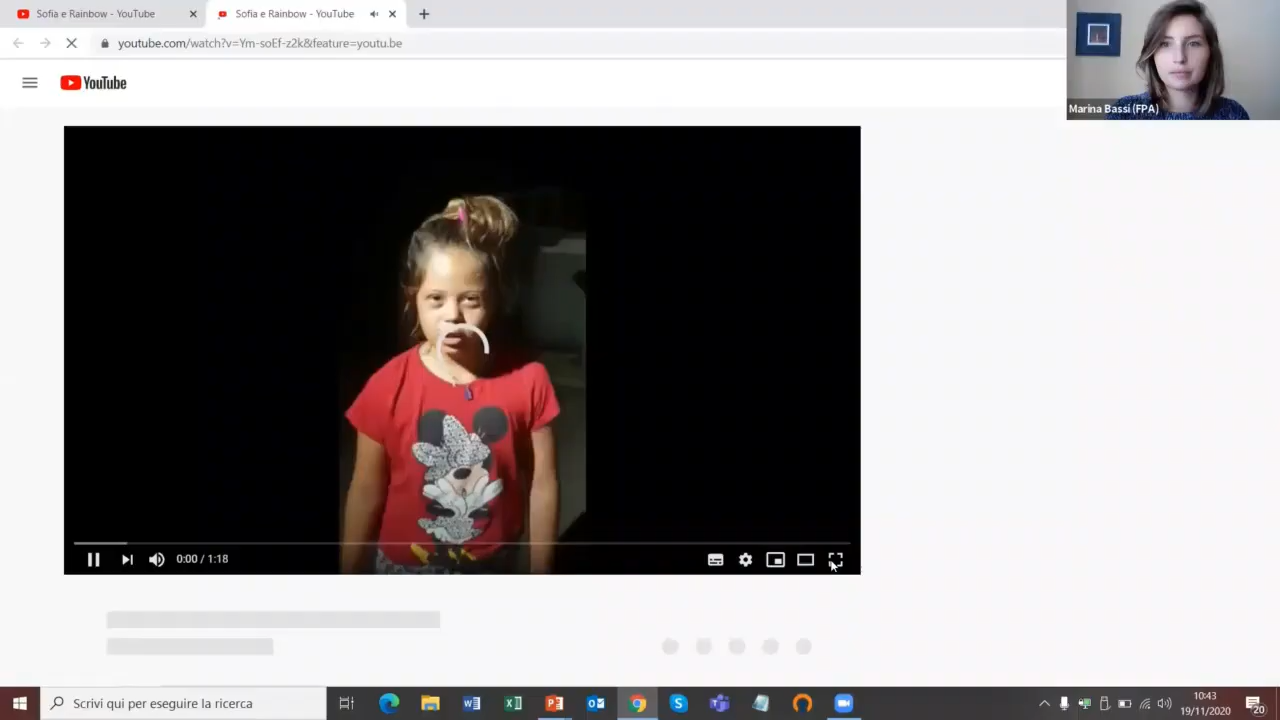 Sofia e Rainbow - YouTube
Sofia e Rainbow - YouTube
youtube.com/watch?v=Ym-soEf-z2k&feature=youtu.be
YouTube
Marina Bassi (FPA)
0:00 / 1:18
Scrivi qui per eseguire la ricerca
10:43
19/11/2020
20